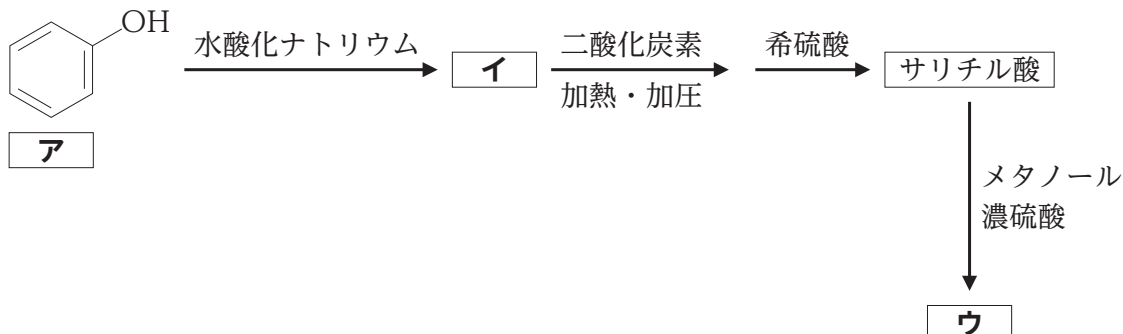 OH
水酸化ナトリウム
二酸化炭素
希硫酸
イ
サリチル酸
加熱・加圧
ア
メタノール
濃硫酸
ウ